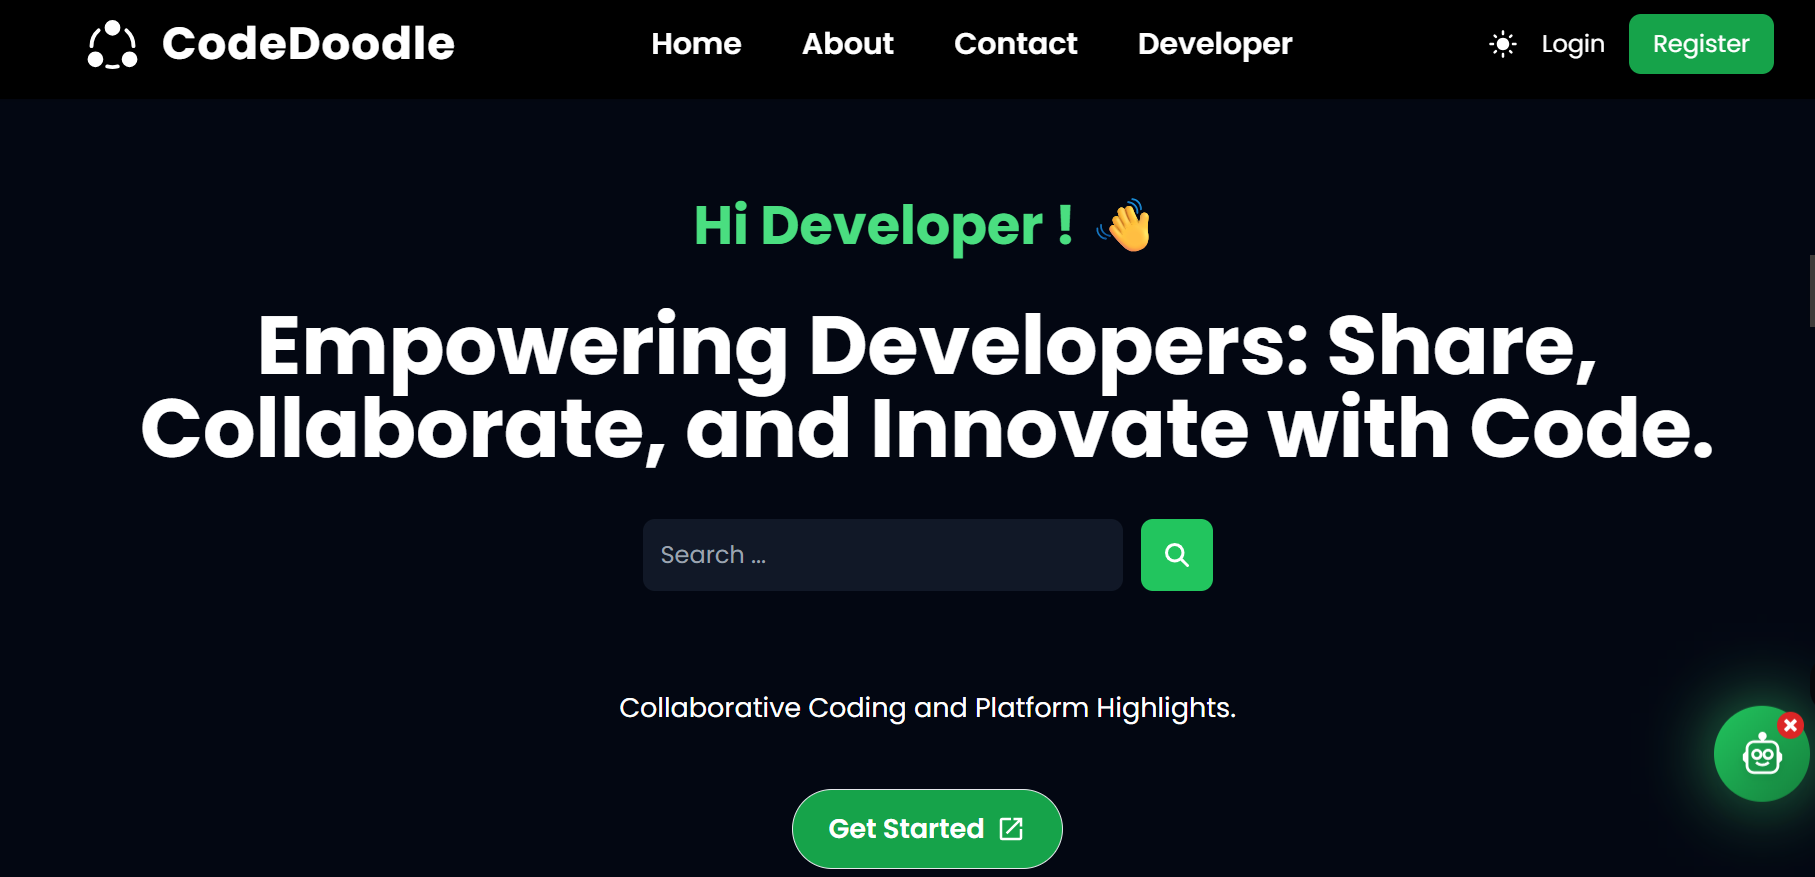 CodeDoodle
Home
About
Contact
Developer
Login
Register
Hi Developer ! 👋
Empowering Developers: Share,
Collaborate, and Innovate with Code.
Search ...
Collaborative Coding and Platform Highlights.
Get Started